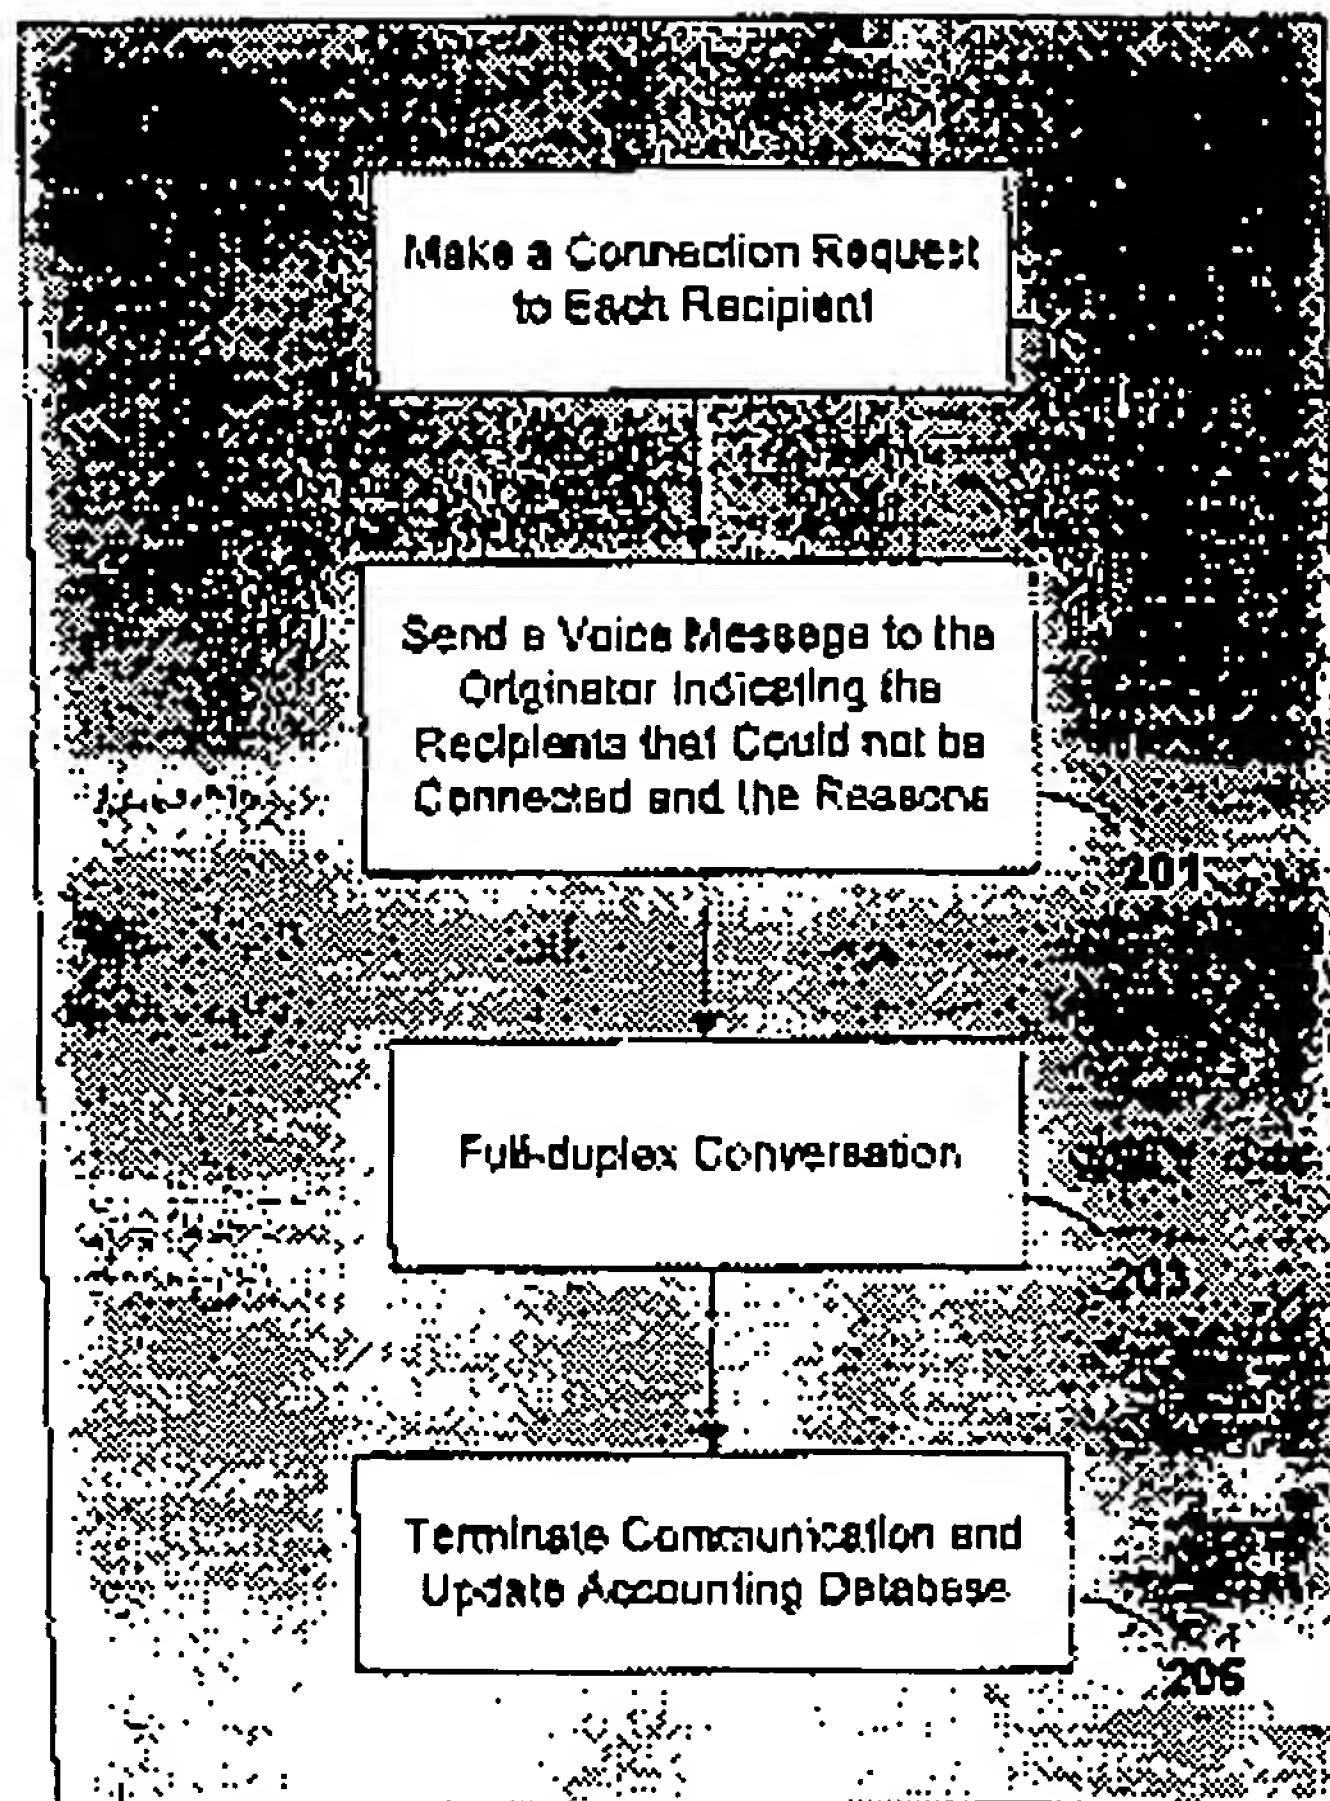 Make a Connection Request
to Each Recipient
Send a Voice Message to the
Originator Indicating the
Recipients that Could not be
Connected and the Reasons
201
Full-duplex Conversation
203
Terminate Communication and
Update Accounting Database
206